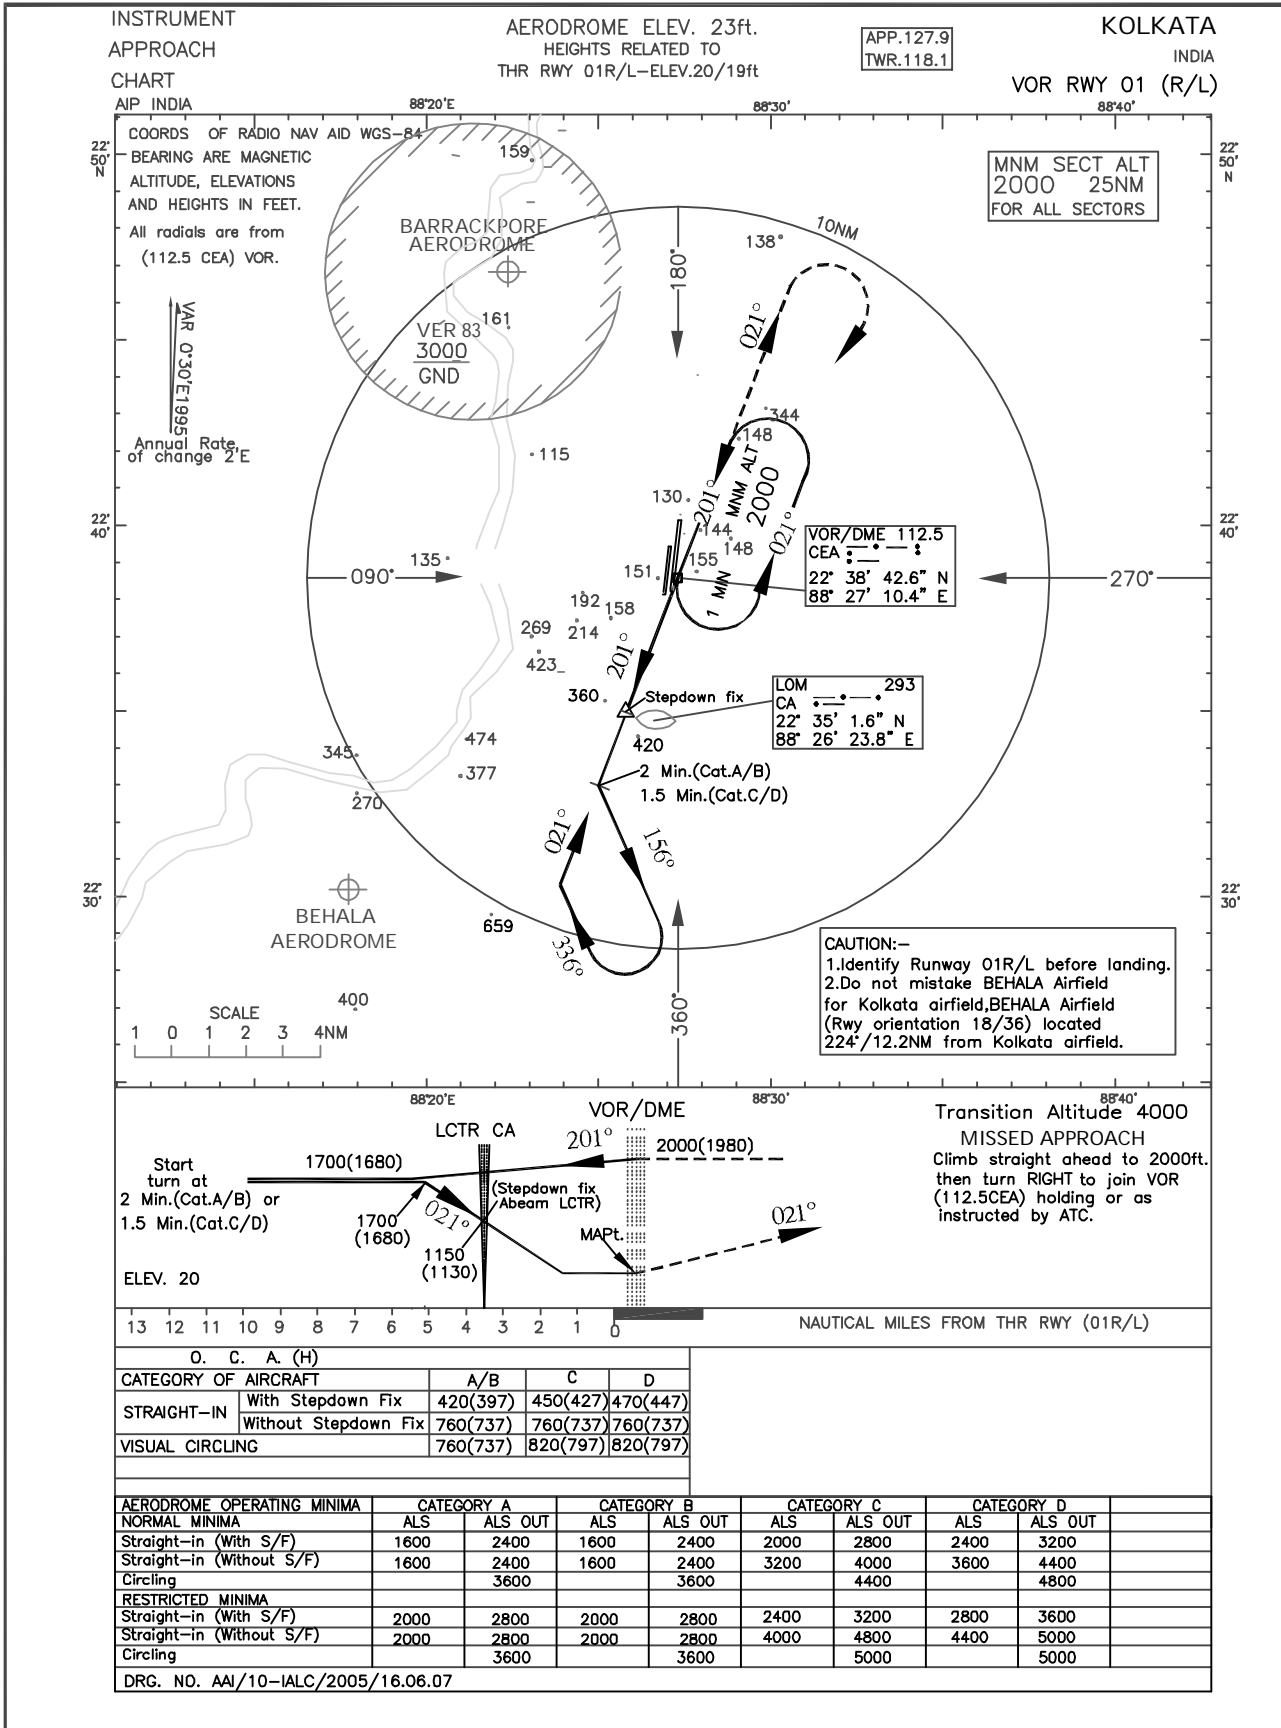 INSTRUMENT
APPROACH
CHART
AIP INDIA
AERODROME ELEV. 23ft.
HEIGHTS RELATED TO
THR RWY 01R/L-ELEV.20/19ft
APP.127.9
TWR.118.1
KOLKATA
INDIA
VOR RWY 01 (R/L)
88°20'E
88°30'
88°40'
22°
50'
N
22°
50'
N
COORDS OF RADIO NAV AID WGS-84
BEARING ARE MAGNETIC
ALTITUDE, ELEVATIONS
AND HEIGHTS IN FEET.
All radials are from
(112.5 CEA) VOR.
MNM SECT ALT
2000 25NM
FOR ALL SECTORS
159
BARRACKPORE
AERODROME
161
VER 83
3000
GND
VAR 0°30'E1995
Annual Rate
of change 2'E
10NM
138
180°
021°
344
148
115
130
201°
MNM ALT
2000
144
148
021°
1 MIN
22°
40'
22°
40'
VOR/DME 112.5
CEA
22° 38' 42.6" N
88° 27' 10.4" E
135
090°
270°
151
155
192
158
269
214
423
201°
360
Stepdown fix
LOM 293
CA
22° 35' 1.6" N
88° 26' 23.8" E
420
474
345
377
270
2 Min.(Cat.A/B)
1.5 Min.(Cat.C/D)
021°
156°
22°
30'
22°
30'
BEHALA
AERODROME
659
336°
360°
400
SCALE
1 0 1 2 3 4NM
CAUTION:-
1.Identify Runway 01R/L before landing.
2.Do not mistake BEHALA Airfield
for Kolkata airfield,BEHALA Airfield
(Rwy orientation 18/36) located
224°/12.2NM from Kolkata airfield.
88°20'E
88°30'
88°40'
VOR/DME
LCTR CA
201°
2000(1980)
1700(1680)
Start
turn at
2 Min.(Cat.A/B) or
1.5 Min.(Cat.C/D)
(Stepdown fix
Abeam LCTR)
1700
(1680)
021°
1150
(1130)
MAPt.
021°
ELEV. 20
Transition Altitude 4000
MISSED APPROACH
Climb straight ahead to 2000ft.
then turn RIGHT to join VOR
(112.5CEA) holding or as
instructed by ATC.
13 12 11 10 9 8 7 6 5 4 3 2 1 0
NAUTICAL MILES FROM THR RWY (01R/L)
O. C. A. (H)
CATEGORY OF AIRCRAFT A/B C D
STRAIGHT-IN With Stepdown Fix 420(397) 450(427) 470(447)
Without Stepdown Fix 760(737) 760(737) 760(737)
VISUAL CIRCLING 760(737) 820(797) 820(797)
AERODROME OPERATING MINIMA CATEGORY A CATEGORY B CATEGORY C CATEGORY D
NORMAL MINIMA ALS ALS OUT ALS ALS OUT ALS ALS OUT ALS ALS OUT
Straight-in (With S/F) 1600 2400 1600 2400 2000 2800 2400 3200
Straight-in (Without S/F) 1600 2400 1600 2400 3200 4000 3600 4400
Circling 3600 3600 4400 4800
RESTRICTED MINIMA
Straight-in (With S/F) 2000 2800 2000 2800 2400 3200 2800 3600
Straight-in (Without S/F) 2000 2800 2000 2800 4000 4800 4400 5000
Circling 3600 3600 5000 5000
DRG. NO. AAI/10-IALC/2005/16.06.07